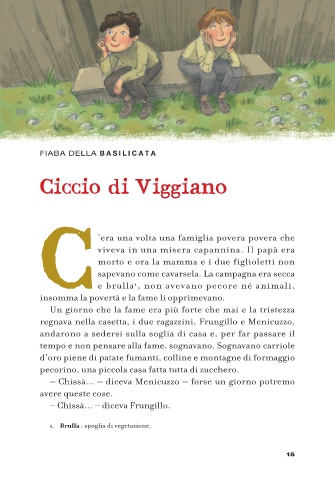 FIABA DELLA BASILICATA
Ciccio di Viggiano
C'era una volta una famiglia povera povera che
viveva in una misera capannina. Il papà era
morto e ora la mamma e i due figlioletti non
sapevano come cavarsela. La campagna era secca
e brulla¹, non avevano pecore né animali,
insomma la povertà e la fame li opprimevano.
Un giorno che la fame era più forte che mai e la tristezza
regnava nella casetta, i due ragazzini, Frungillo e Menicuzzo,
andarono a sedersi sulla soglia di casa e, per far passare il
tempo e non pensare alla fame, sognavano. Sognavano carriole
d'oro piene di patate fumanti, colline e montagne di formaggio
pecorino, una piccola casa fatta tutta di zucchero.
— Chissà... — diceva Menicuzzo — forse un giorno potremo
avere queste cose.
– Chissà... – diceva Frungillo.
1. Brulla : spoglia di vegetazione.
15